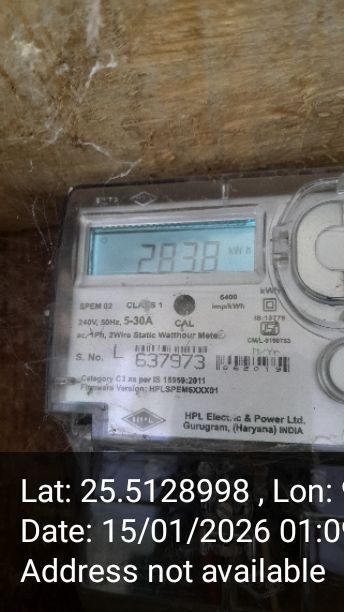 2838 kWh
SPEM 02 CLASS 1
6400
imp/kWh
kWh
240V, 50Hz, 5-30A CAL
IS:13779
ac, 1Ph, 2Wire Static Watthour Meter
S. No. L 637973
Category C3 as per IS 15959:2011
Firmware Version: HPLSPEM6XXX01
HPL
HPL Electric & Power Ltd.
Gurugram, (Haryana) INDIA
Lat: 25.5128998 , Lon:
Date: 15/01/2026 01:09
Address not available